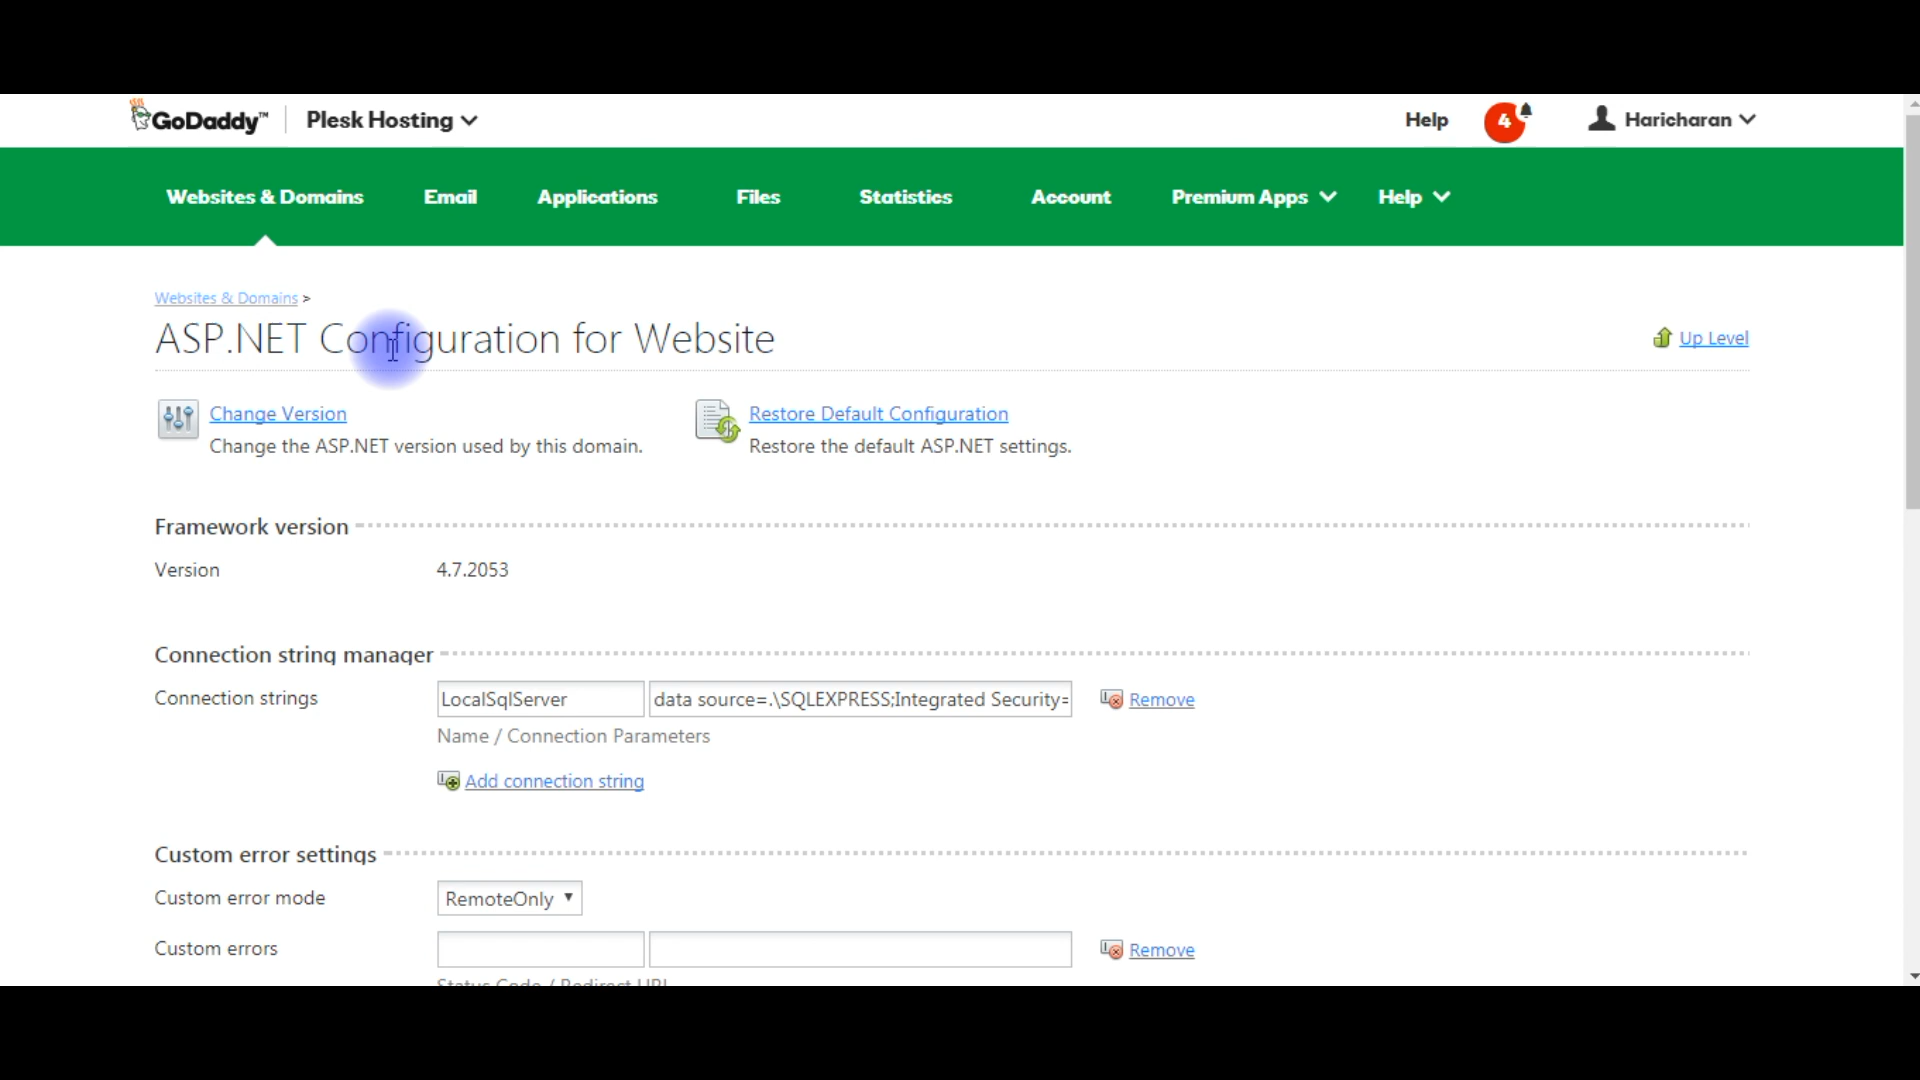 GoDaddy™ Plesk Hosting Help 4 Haricharan
Websites & Domains Email Applications Files Statistics Account Premium Apps Help
Websites & Domains >
ASP.NET Configuration for Website Up Level
Change Version Restore Default Configuration
Change the ASP.NET version used by this domain. Restore the default ASP.NET settings.
Framework version
Version 4.7.2053
Connection string manager
Connection strings LocalSqlServer data source=.\SQLEXPRESS;Integrated Security= Remove
Name / Connection Parameters
Add connection string
Custom error settings
Custom error mode RemoteOnly
Custom errors Remove
Status Code / Redirect URL